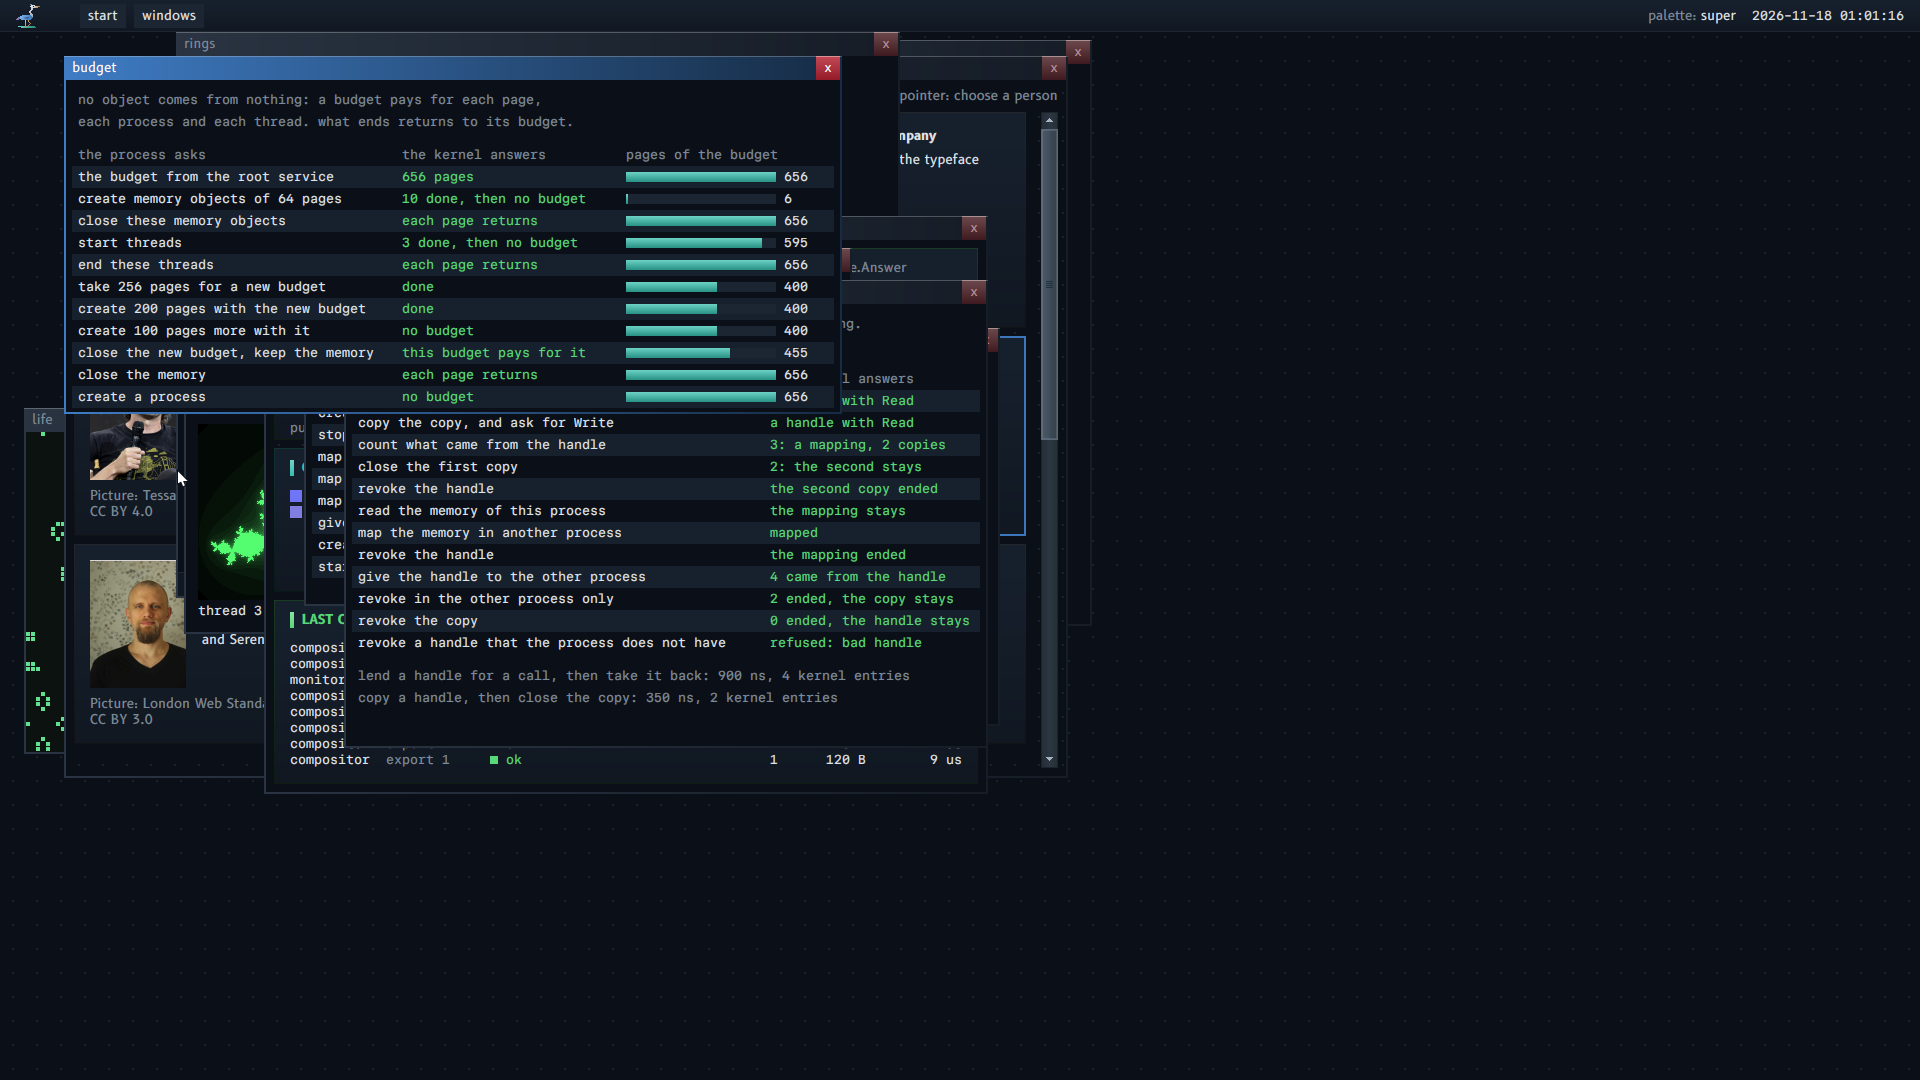 start windows palette: super 2026-11-18 01:01:16
rings x
x
budget x
x
no object comes from nothing: a budget pays for each page,
each process and each thread. what ends returns to its budget.
pointer: choose a person
the typeface
the process asks the kernel answers pages of the budget
the budget from the root service 656 pages 656
create memory objects of 64 pages 10 done, then no budget 6
close these memory objects each page returns 656
start threads 3 done, then no budget 595
end these threads each page returns 656
take 256 pages for a new budget done 400
create 200 pages with the new budget done 400
create 100 pages more with it no budget 400
close the new budget, keep the memory this budget pays for it 455
close the memory each page returns 656
create a process no budget 656
x
.Answer
x
answers
with Read
life
copy the copy, and ask for Write a handle with Read
count what came from the handle 3: a mapping, 2 copies
close the first copy 2: the second stays
revoke the handle the second copy ended
read the memory of this process the mapping stays
map the memory in another process mapped
revoke the handle the mapping ended
give the handle to the other process 4 came from the handle
revoke in the other process only 2 ended, the copy stays
revoke the copy 0 ended, the handle stays
revoke a handle that the process does not have refused: bad handle
lend a handle for a call, then take it back: 900 ns, 4 kernel entries
copy a handle, then close the copy: 350 ns, 2 kernel entries
map
map
map
Picture: Tessa
CC BY 4.0
thread 3
and Seren
Picture: London Web Standa
CC BY 3.0
LAST
monitor
compositor export 1 ok 1 120 B 9 us